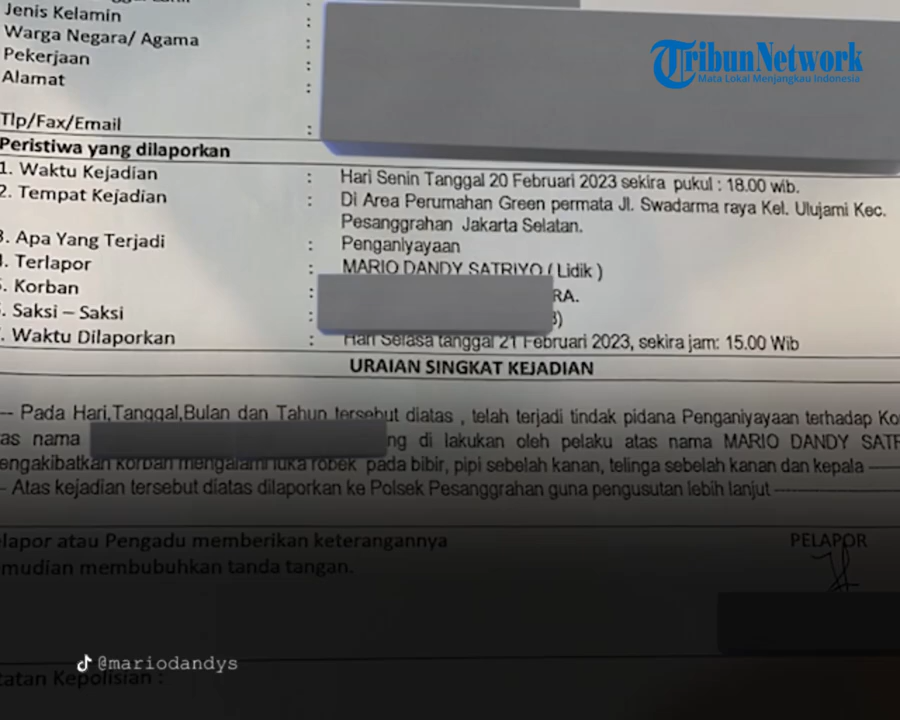 Jenis Kelamin :
Warga Negara/ Agama :
Pekerjaan :
Alamat :
TribunNetwork
Mata Lokal Menjangkau Indonesia
Tlp/Fax/Email :
Peristiwa yang dilaporkan
1. Waktu Kejadian : Hari Senin Tanggal 20 Februari 2023 sekira pukul : 18.00 wib.
2. Tempat Kejadian : Di Area Perumahan Green permata Jl. Swadarma raya Kel. Ulujami Kec.
Pesanggrahan Jakarta Selatan.
3. Apa Yang Terjadi : Penganiyayaan
. Terlapor : MARIO DANDY SATRIYO ( Lidik )
. Korban : RA.
. Saksi – Saksi : )
. Waktu Dilaporkan : Hari Selasa tanggal 21 Februari 2023, sekira jam: 15.00 Wib
URAIAN SINGKAT KEJADIAN
-- Pada Hari,Tanggal,Bulan dan Tahun tersebut diatas , telah terjadi tindak pidana Penganiyayaan terhadap Ko
as nama ng di lakukan oleh pelaku atas nama MARIO DANDY SAT
engakibatkan korban mengalami luka robek pada bibir, pipi sebelah kanan, telinga sebelah kanan dan kepala
- Atas kejadian tersebut diatas dilaporkan ke Polsek Pesanggrahan guna pengusutan lebih lanjut
elapor atau Pengadu memberikan keterangannya
mudian membubuhkan tanda tangan.
PELAPOR
@mariodandys
tatan Kepolisian :